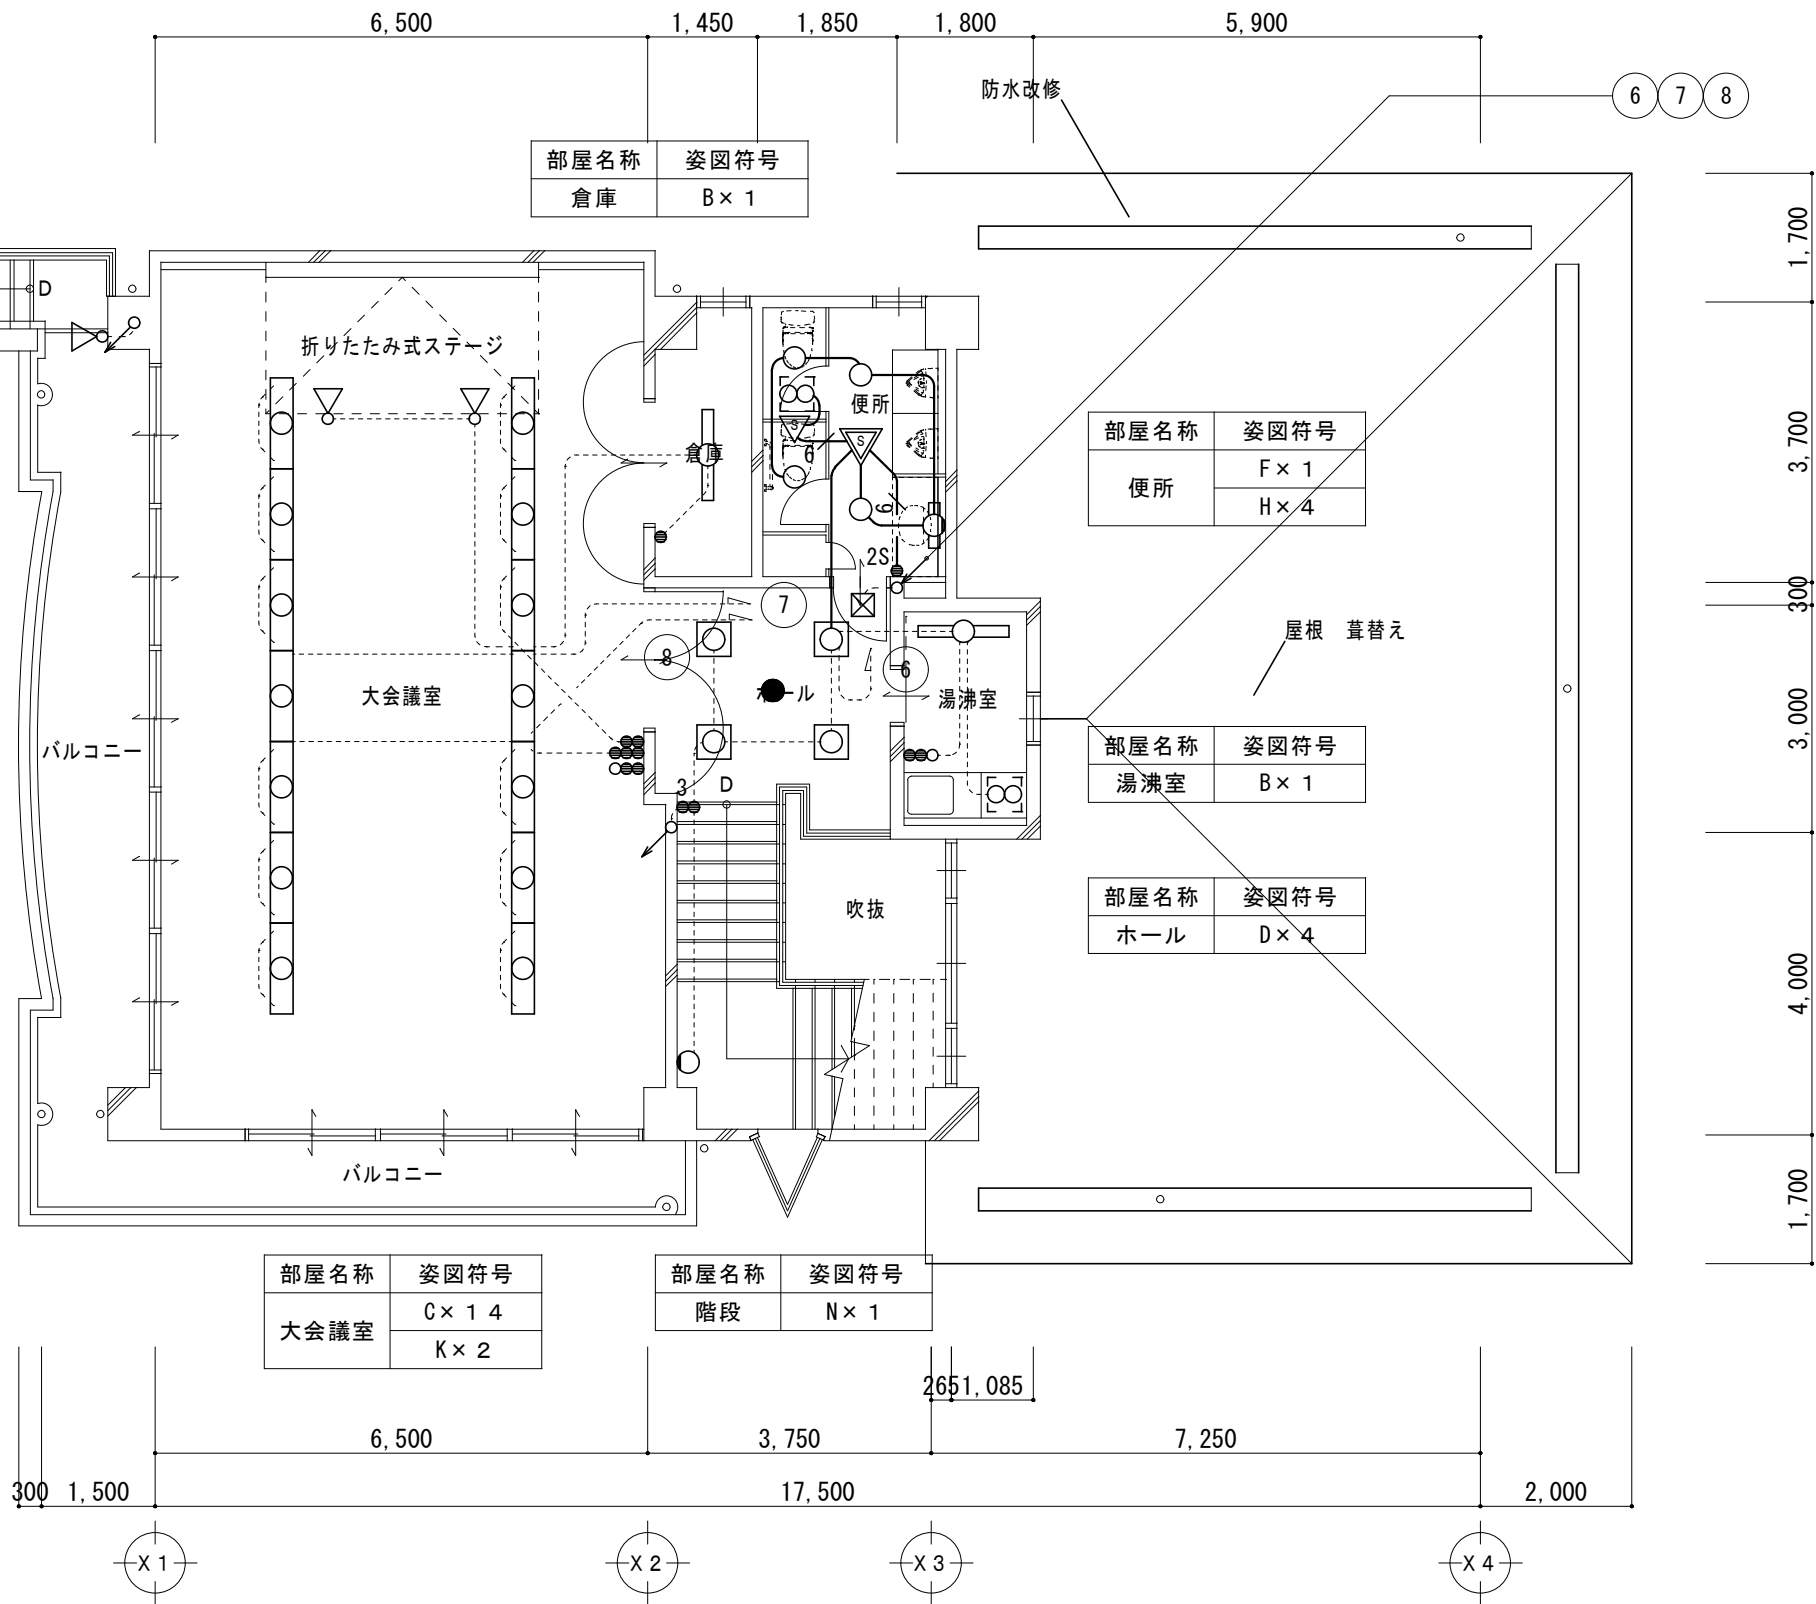 6,500 1,450 1,850 1,800 5,900
防水改修
6 7 8
部屋名称 姿図符号
倉庫 B×1
1,700
D
折りたたみ式ステージ
便所
S
S
倉庫
6
6
3,700
部屋名称 姿図符号
便所 F×1
H×4
2S
7
300
屋根 葺替え
8
6
大会議室
ホール
湯沸室
バルコニー
3,000
部屋名称 姿図符号
湯沸室 B×1
3
D
吹抜
部屋名称 姿図符号
ホール D×4
4,000
バルコニー
1,700
部屋名称 姿図符号
大会議室 C×14
K×2
部屋名称 姿図符号
階段 N×1
265 1,085
6,500 3,750 7,250
300 1,500 17,500 2,000
X1 X2 X3 X4